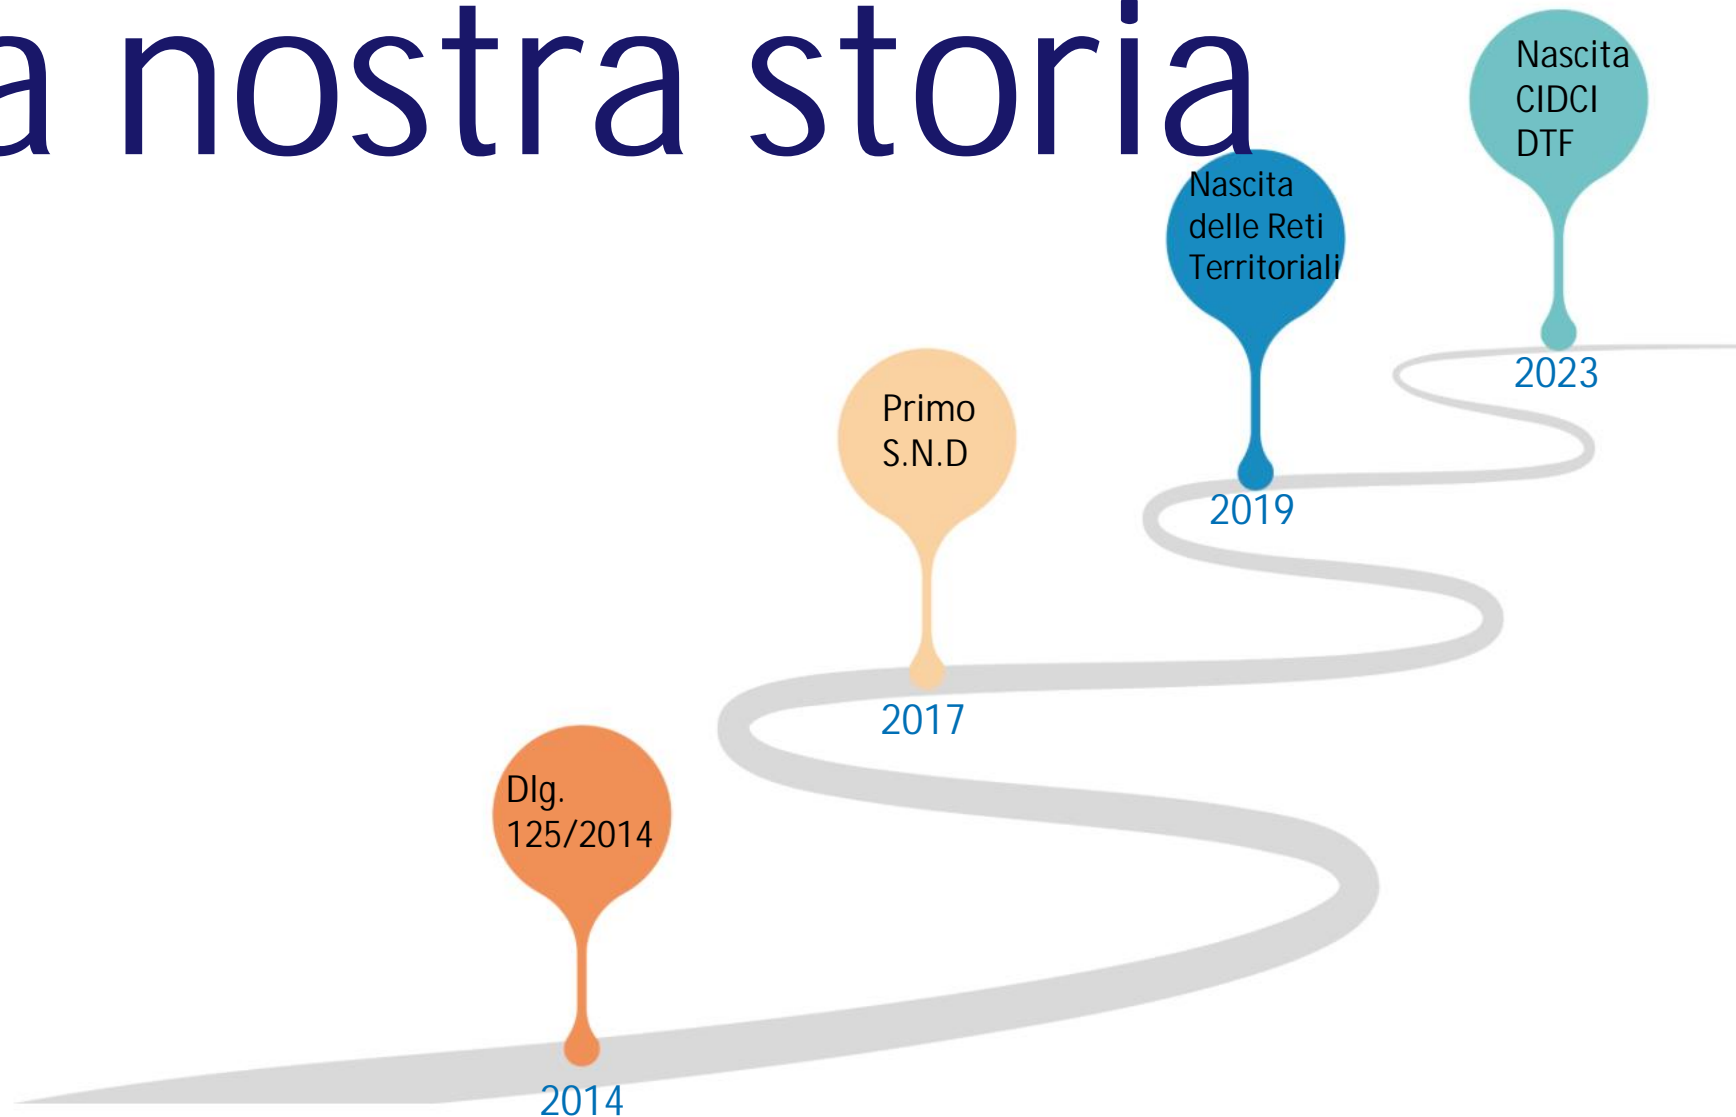 a nostra storia
Nascita
CIDCI
DTF
Nascita
delle Reti
Territoriali
2023
Primo
S.N.D
2019
2017
Dlg.
125/2014
2014